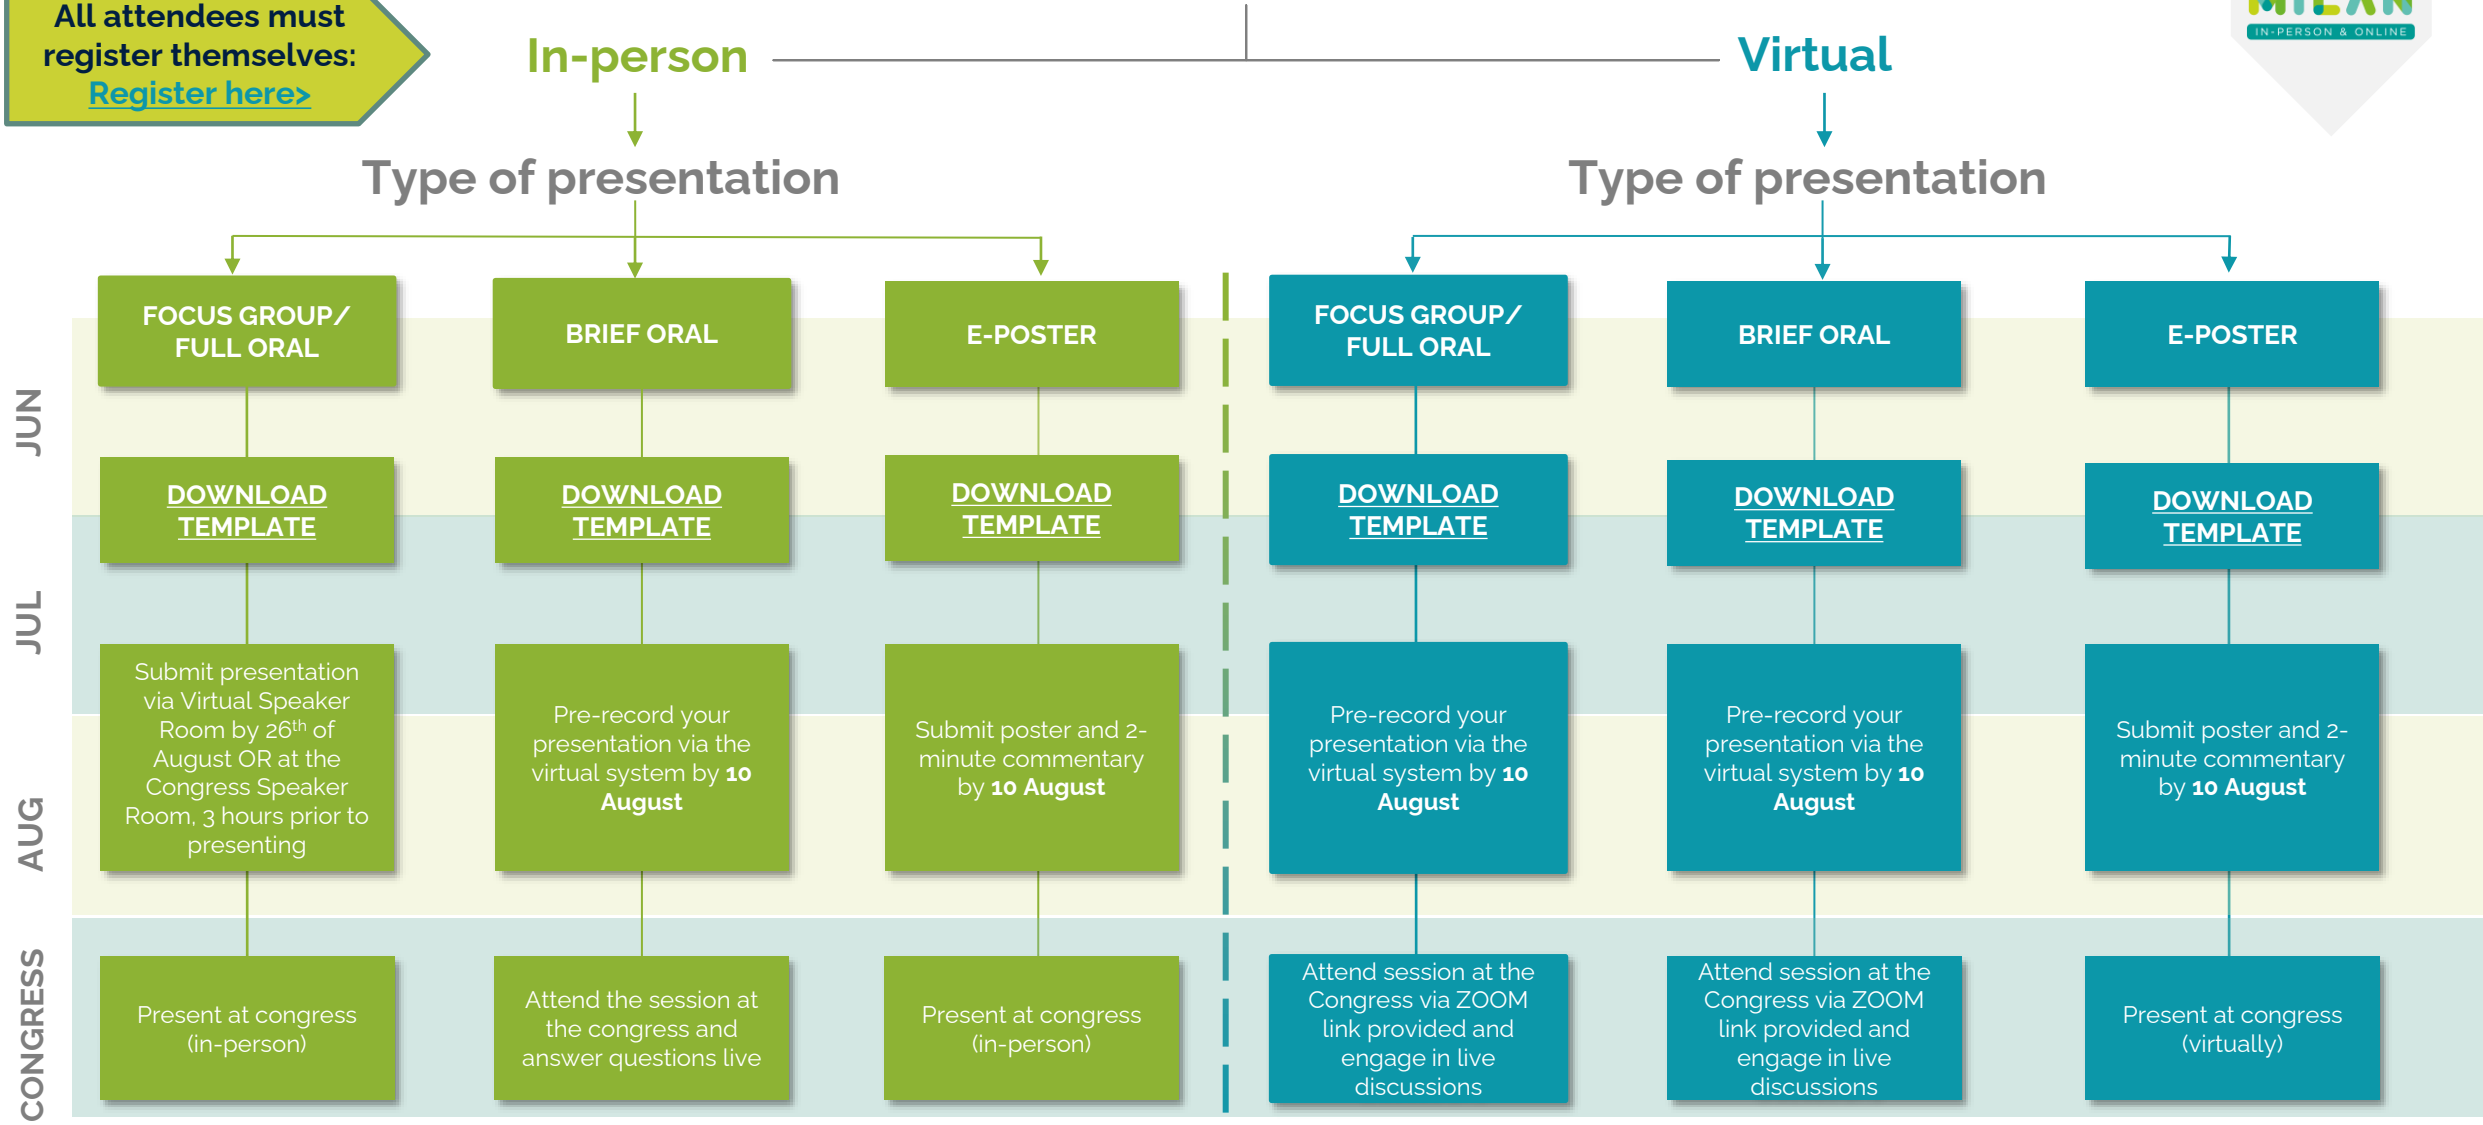 All attendees must
register themselves:
Register here>
MILAN
IN-PERSON & ONLINE
In-person
Virtual
Type of presentation
Type of presentation
FOCUS GROUP/
FULL ORAL
BRIEF ORAL
E-POSTER
FOCUS GROUP/
FULL ORAL
BRIEF ORAL
E-POSTER
JUN
DOWNLOAD
TEMPLATE
DOWNLOAD
TEMPLATE
DOWNLOAD
TEMPLATE
DOWNLOAD
TEMPLATE
DOWNLOAD
TEMPLATE
DOWNLOAD
TEMPLATE
JUL
Submit presentation
via Virtual Speaker
Room by 26th of
August OR at the
Congress Speaker
Room, 3 hours prior to
presenting
Pre-record your
presentation via the
virtual system by 10
August
Submit poster and 2-
minute commentary
by 10 August
Pre-record your
presentation via the
virtual system by 10
August
Pre-record your
presentation via the
virtual system by 10
August
Submit poster and 2-
minute commentary
by 10 August
AUG
CONGRESS
Present at congress
(in-person)
Attend the session at
the congress and
answer questions live
Present at congress
(in-person)
Attend session at the
Congress via ZOOM
link provided and
engage in live
discussions
Attend session at the
Congress via ZOOM
link provided and
engage in live
discussions
Present at congress
(virtually)